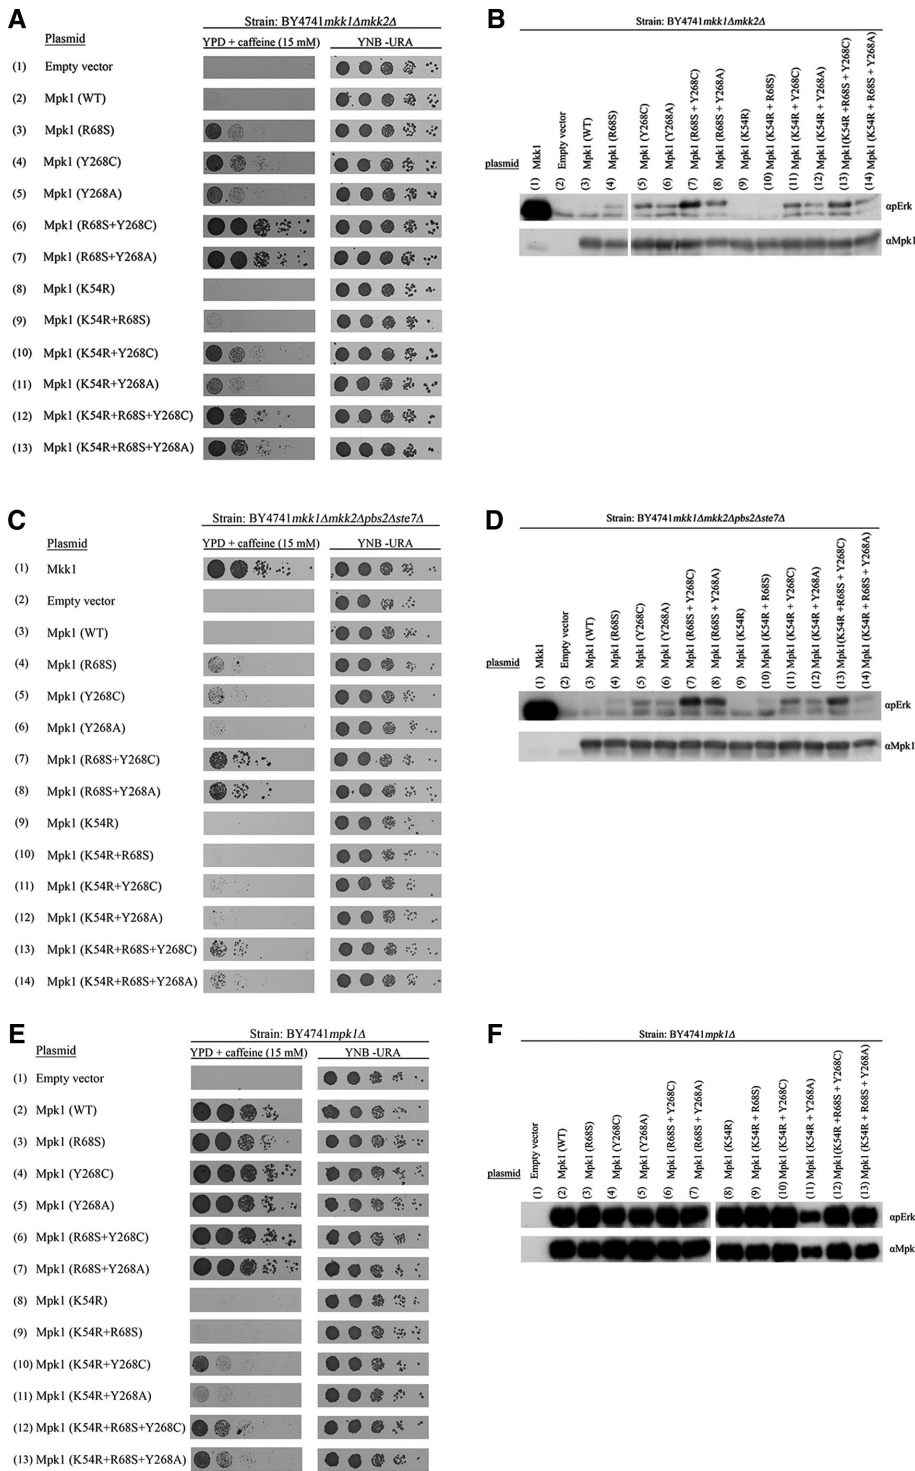 A
Strain: BY4741mkk1Δmkk2Δ
Plasmid
YPD + caffeine (15 mM) YNB -URA
(1) Empty vector
(2) Mpk1 (WT)
(3) Mpk1 (R68S)
(4) Mpk1 (Y268C)
(5) Mpk1 (Y268A)
(6) Mpk1 (R68S+Y268C)
(7) Mpk1 (R68S+Y268A)
(8) Mpk1 (K54R)
(9) Mpk1 (K54R+R68S)
(10) Mpk1 (K54R+Y268C)
(11) Mpk1 (K54R+Y268A)
(12) Mpk1 (K54R+R68S+Y268C)
(13) Mpk1 (K54R+R68S+Y268A)
B
Strain: BY4741mkk1Δmkk2Δ
plasmid
(1) Mkk1
(2) Empty vector
(3) Mpk1 (WT)
(4) Mpk1 (R68S)
(5) Mpk1 (Y268C)
(6) Mpk1 (Y268A)
(7) Mpk1 (R68S + Y268C)
(8) Mpk1 (R68S + Y268A)
(9) Mpk1 (K54R)
(10) Mpk1 (K54R + R68S)
(11) Mpk1 (K54R + Y268C)
(12) Mpk1 (K54R + Y268A)
(13) Mpk1(K54R +R68S + Y268C)
(14) Mpk1 (K54R + R68S + Y268A)
αpErk
αMpk1
C
Strain: BY4741mkk1Δmkk2Δpbs2Δste7Δ
Plasmid
YPD + caffeine (15 mM) YNB -URA
(1) Mkk1
(2) Empty vector
(3) Mpk1 (WT)
(4) Mpk1 (R68S)
(5) Mpk1 (Y268C)
(6) Mpk1 (Y268A)
(7) Mpk1 (R68S+Y268C)
(8) Mpk1 (R68S+Y268A)
(9) Mpk1 (K54R)
(10) Mpk1 (K54R+R68S)
(11) Mpk1 (K54R+Y268C)
(12) Mpk1 (K54R+Y268A)
(13) Mpk1 (K54R+R68S+Y268C)
(14) Mpk1 (K54R+R68S+Y268A)
D
Strain: BY4741mkk1Δmkk2Δpbs2Δste7Δ
plasmid
(1) Mkk1
(2) Empty vector
(3) Mpk1 (WT)
(4) Mpk1 (R68S)
(5) Mpk1 (Y268C)
(6) Mpk1 (Y268A)
(7) Mpk1 (R68S + Y268C)
(8) Mpk1 (R68S + Y268A)
(9) Mpk1 (K54R)
(10) Mpk1 (K54R + R68S)
(11) Mpk1 (K54R + Y268C)
(12) Mpk1 (K54R + Y268A)
(13) Mpk1(K54R +R68S + Y268C)
(14) Mpk1 (K54R + R68S + Y268A)
αpErk
αMpk1
E
Strain: BY4741mpk1Δ
Plasmid
YPD + caffeine (15 mM) YNB -URA
(1) Empty vector
(2) Mpk1 (WT)
(3) Mpk1 (R68S)
(4) Mpk1 (Y268C)
(5) Mpk1 (Y268A)
(6) Mpk1 (R68S+Y268C)
(7) Mpk1 (R68S+Y268A)
(8) Mpk1 (K54R)
(9) Mpk1 (K54R+R68S)
(10) Mpk1 (K54R+Y268C)
(11) Mpk1 (K54R+Y268A)
(12) Mpk1 (K54R+R68S+Y268C)
(13) Mpk1 (K54R+R68S+Y268A)
F
Strain: BY4741mpk1Δ
plasmid
(1) Empty vector
(2) Mpk1 (WT)
(3) Mpk1 (R68S)
(4) Mpk1 (Y268C)
(5) Mpk1 (Y268A)
(6) Mpk1 (R68S + Y268C)
(7) Mpk1 (R68S + Y268A)
(8) Mpk1 (K54R)
(9) Mpk1 (K54R + R68S)
(10) Mpk1 (K54R + Y268C)
(11) Mpk1 (K54R + Y268A)
(12) Mpk1(K54R +R68S + Y268C)
(13) Mpk1 (K54R + R68S + Y268A)
αpErk
αMpk